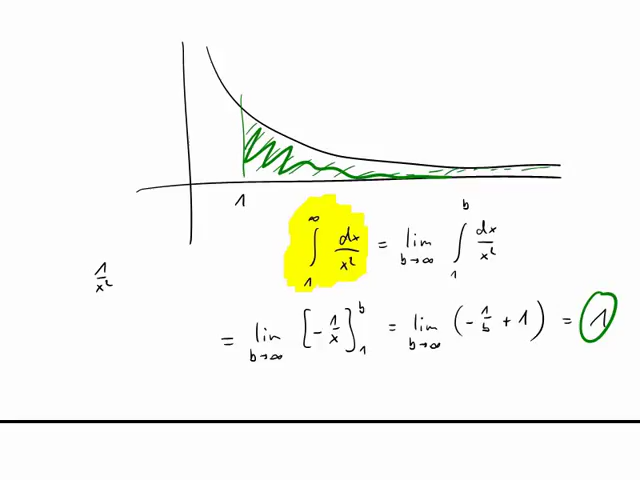 1
∫₁^∞ dx/x² = lim_{b→∞} ∫₁^b dx/x²
1/x²
= lim_{b→∞} [-1/x]₁^b = lim_{b→∞} (-1/b + 1) = 1